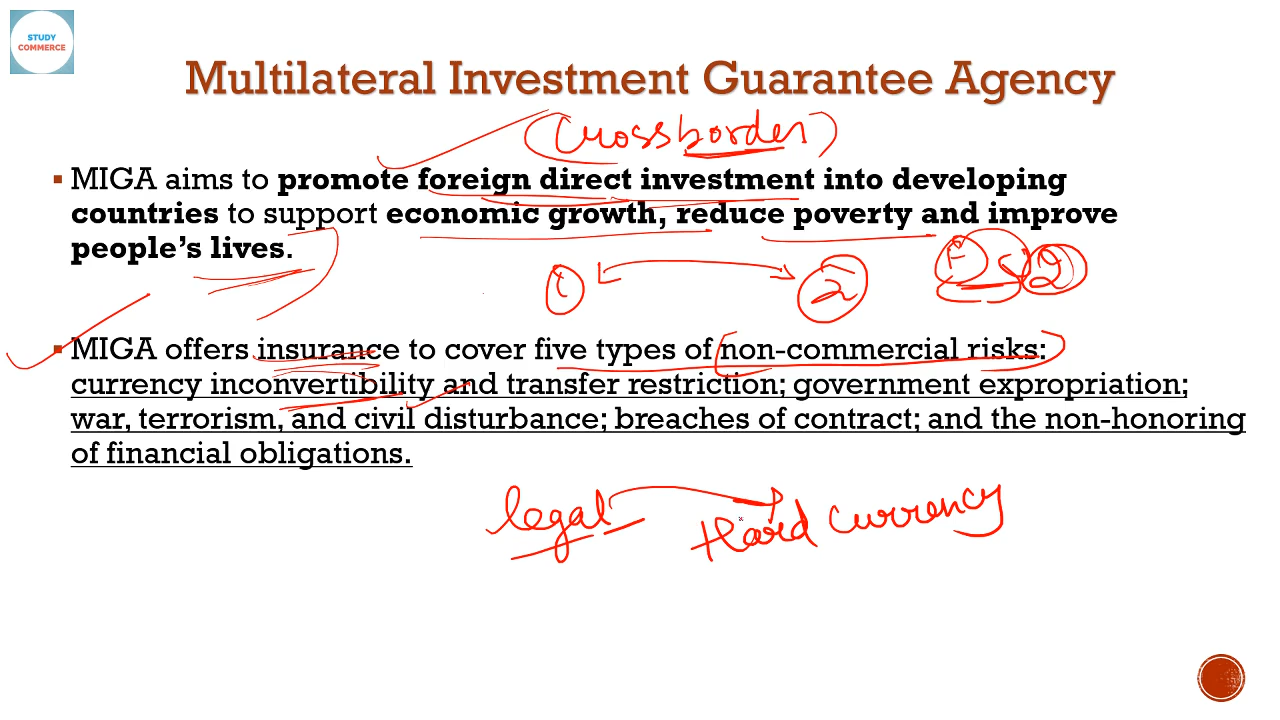 STUDY
COMMERCE
Multilateral Investment Guarantee Agency
(Crossborder)
MIGA aims to promote foreign direct investment into developing
countries to support economic growth, reduce poverty and improve
people's lives.
MIGA offers insurance to cover five types of non-commercial risks:
currency inconvertibility and transfer restriction; government expropriation;
war, terrorism, and civil disturbance; breaches of contract; and the non-honoring
of financial obligations.
legal Hard currency